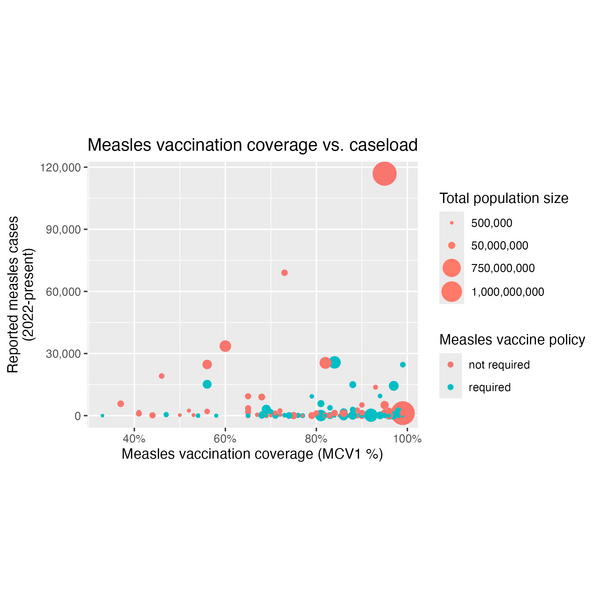 Measles vaccination coverage vs. caseload
120,000
90,000
60,000
30,000
0
Reported measles cases
(2022-present)
40%
60%
80%
100%
Measles vaccination coverage (MCV1 %)
Total population size
500,000
50,000,000
750,000,000
1,000,000,000
Measles vaccine policy
not required
required